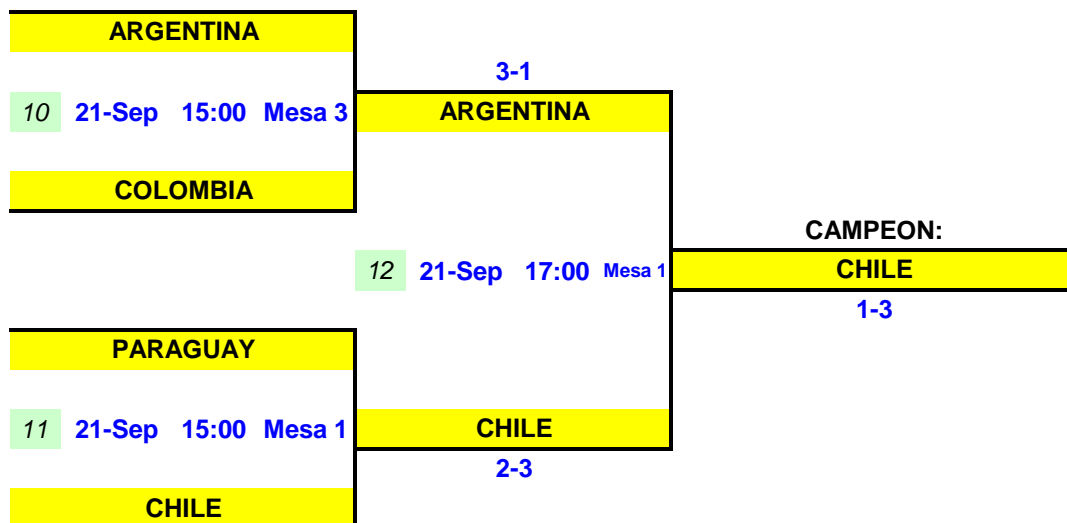 ARGENTINA
3-1
10 21-Sep 15:00 Mesa 3
ARGENTINA
COLOMBIA
CAMPEON:
12 21-Sep 17:00 Mesa 1
CHILE
1-3
PARAGUAY
11 21-Sep 15:00 Mesa 1
CHILE
2-3
CHILE